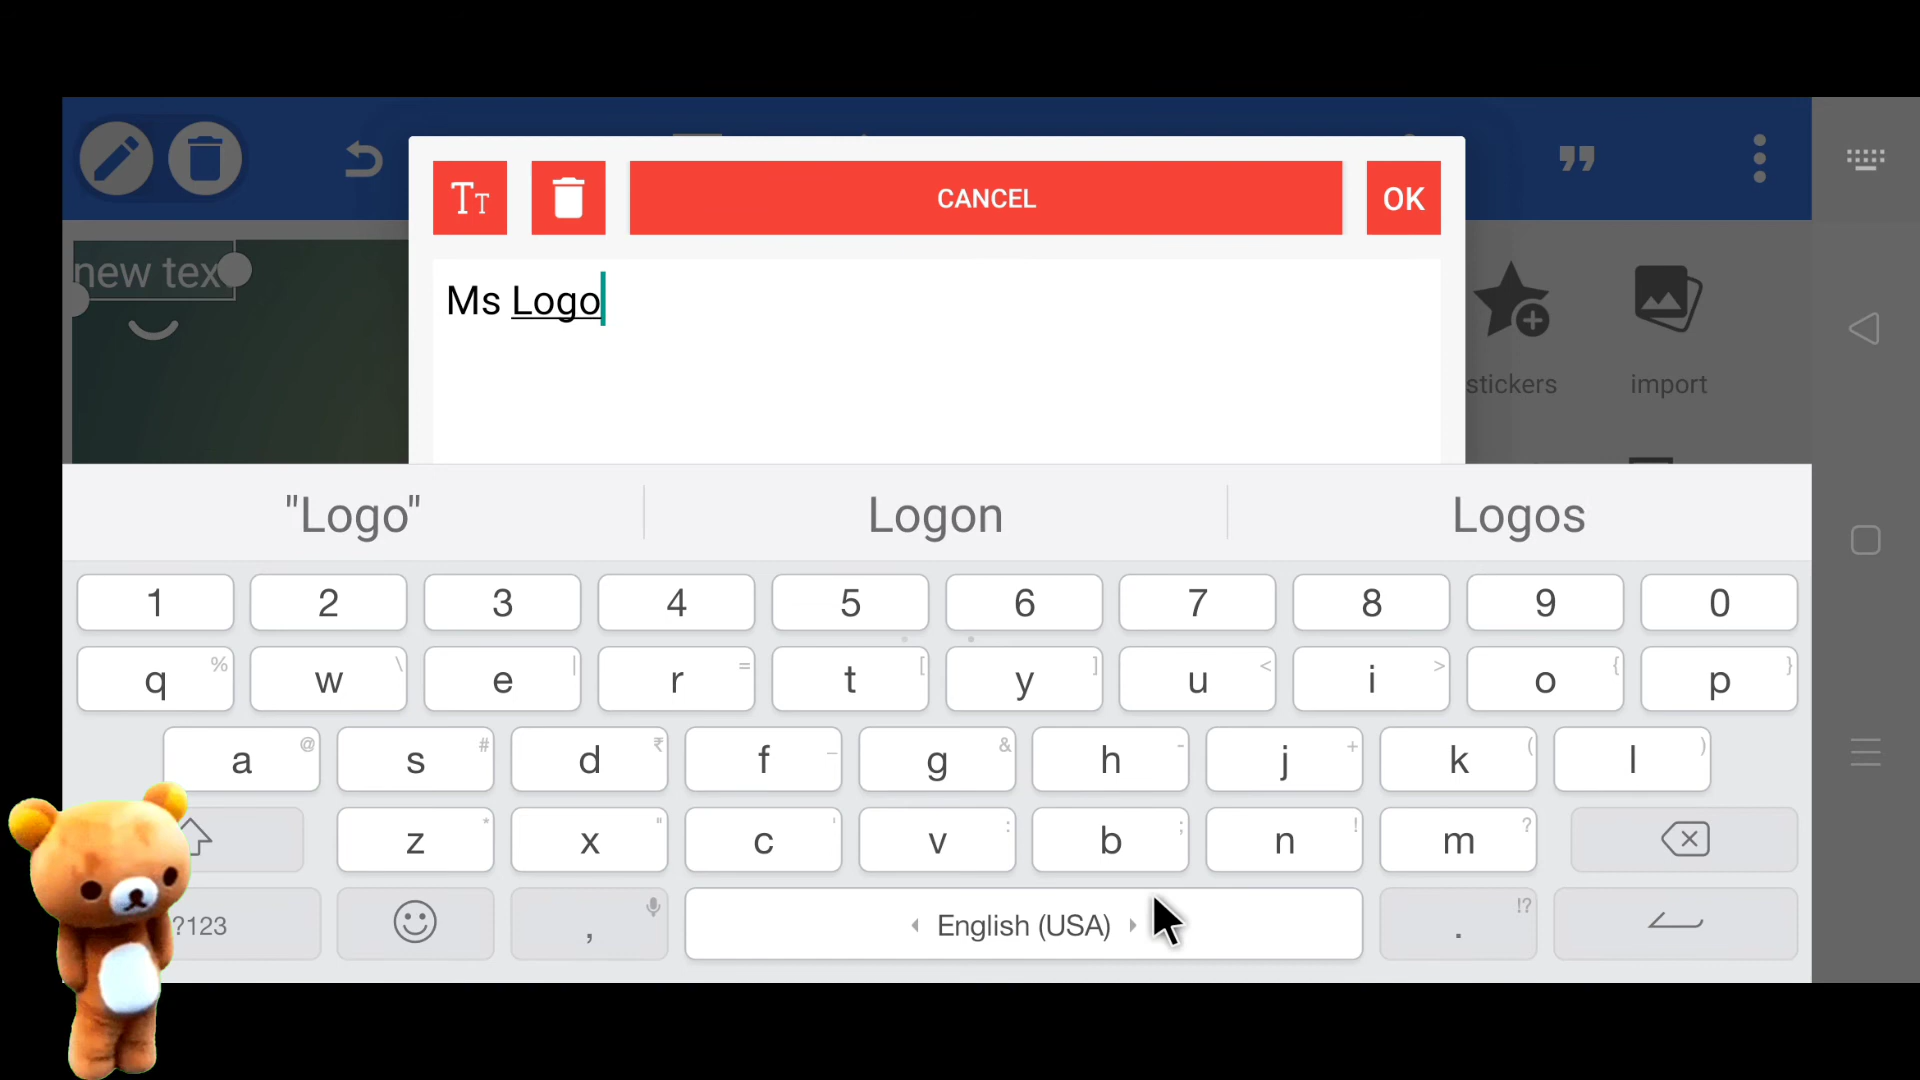 CANCEL
OK
new tex
Ms Logo
stickers
import
"Logo"
Logon
Logos
1 2 3 4 5 6 7 8 9 0
% \ | = [ ] < > { }
q w e r t y u i o p
@ # ₹ _ & - + ( )
a s d f g h j k l
* " ' : ; ! ?
z x c v b n m
?123
,
English (USA)
!?
.